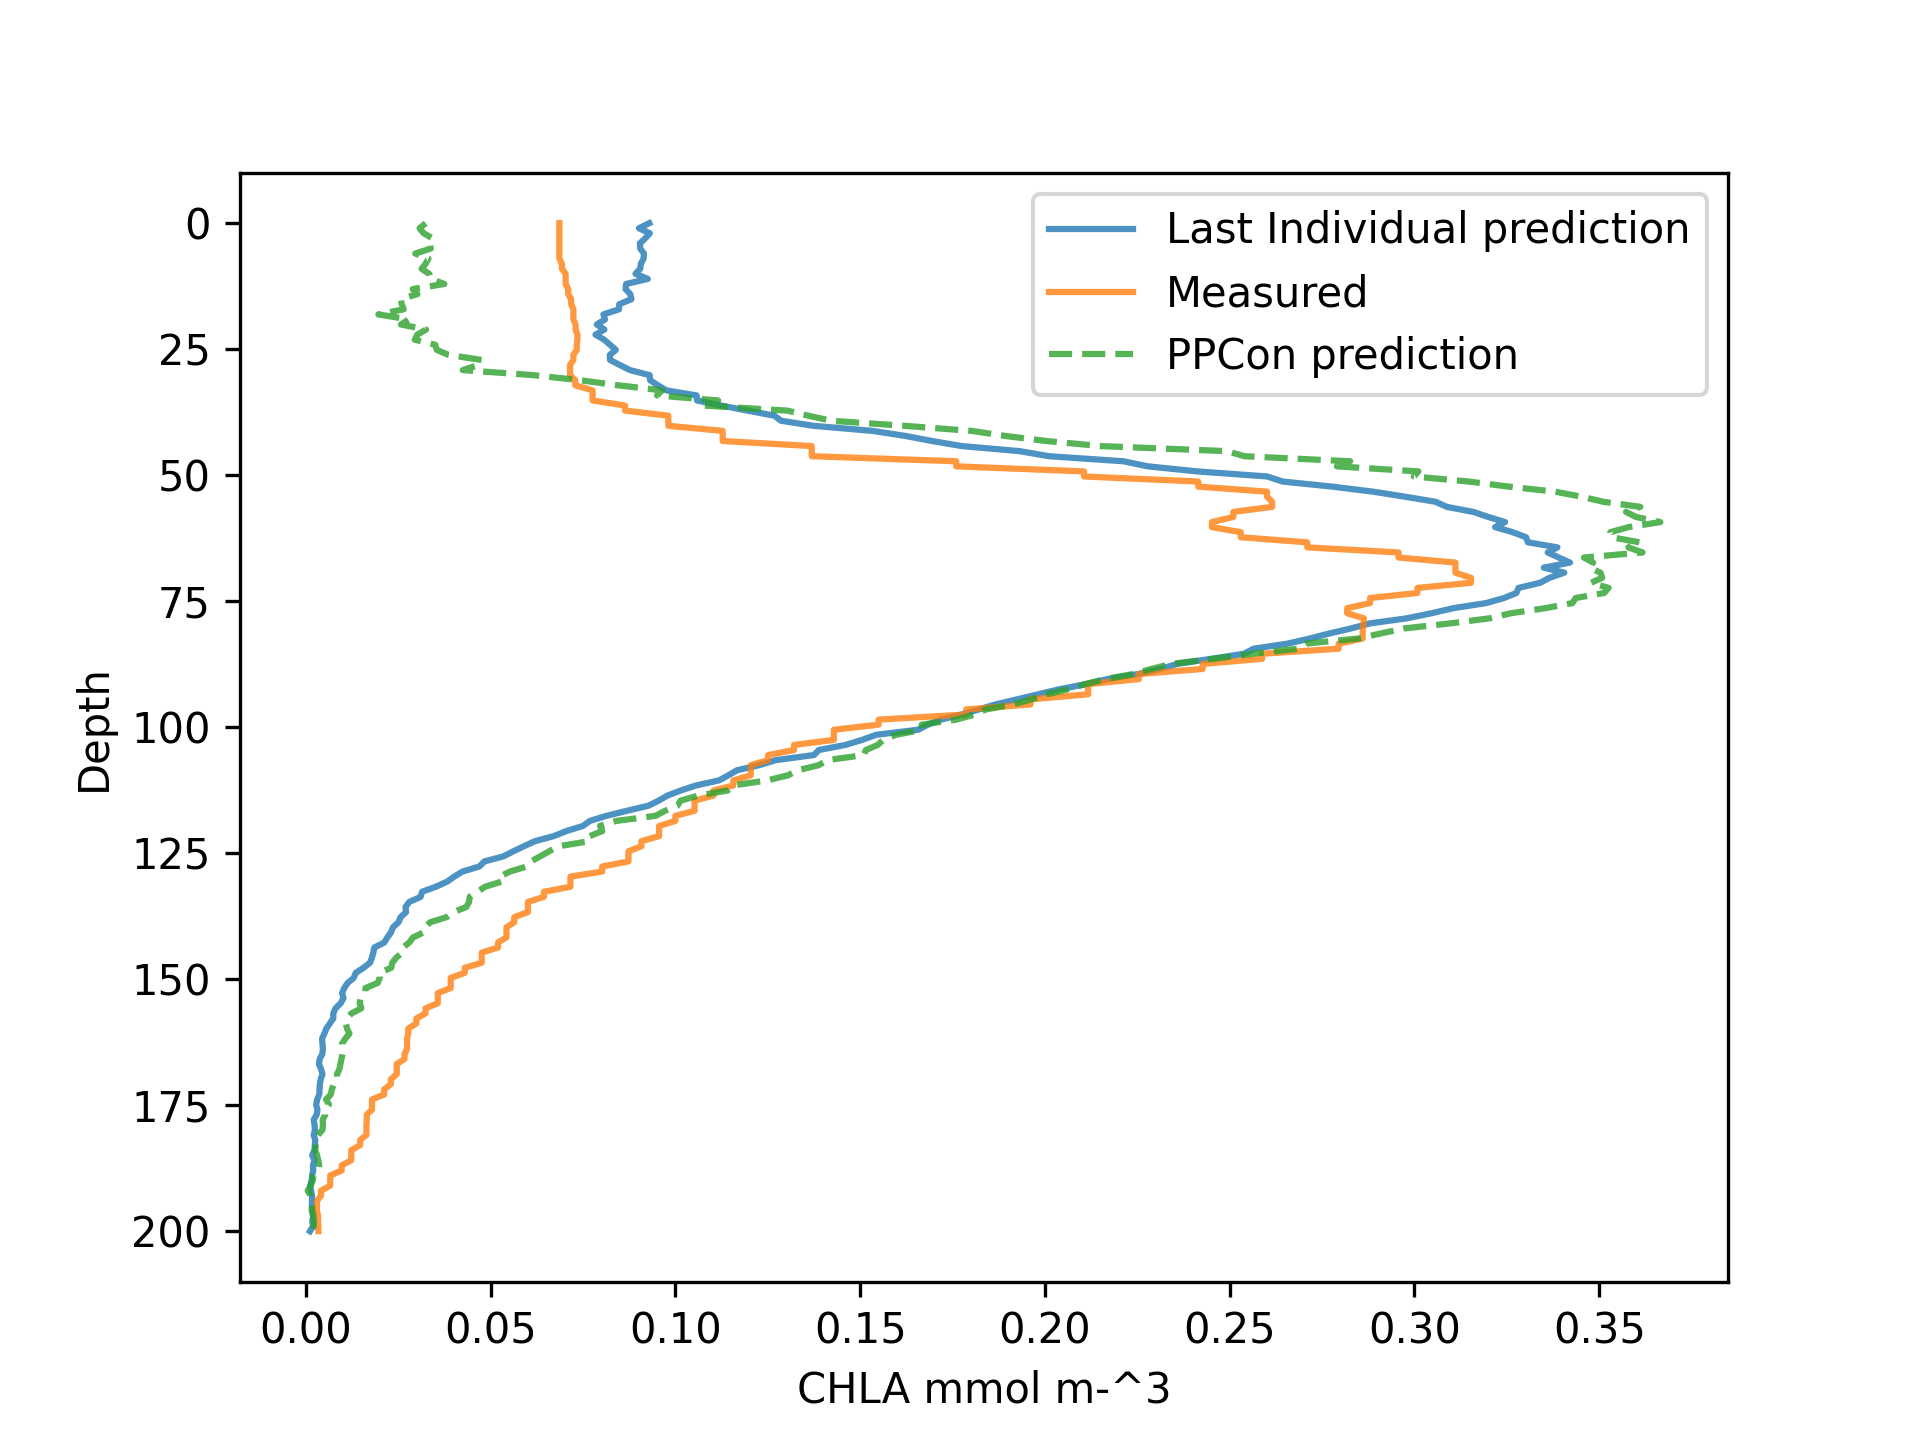 Last Individual prediction
Measured
PPCon prediction
0
25
50
75
100
125
150
175
200
Depth
0.00 0.05 0.10 0.15 0.20 0.25 0.30 0.35
CHLA mmol m-^3